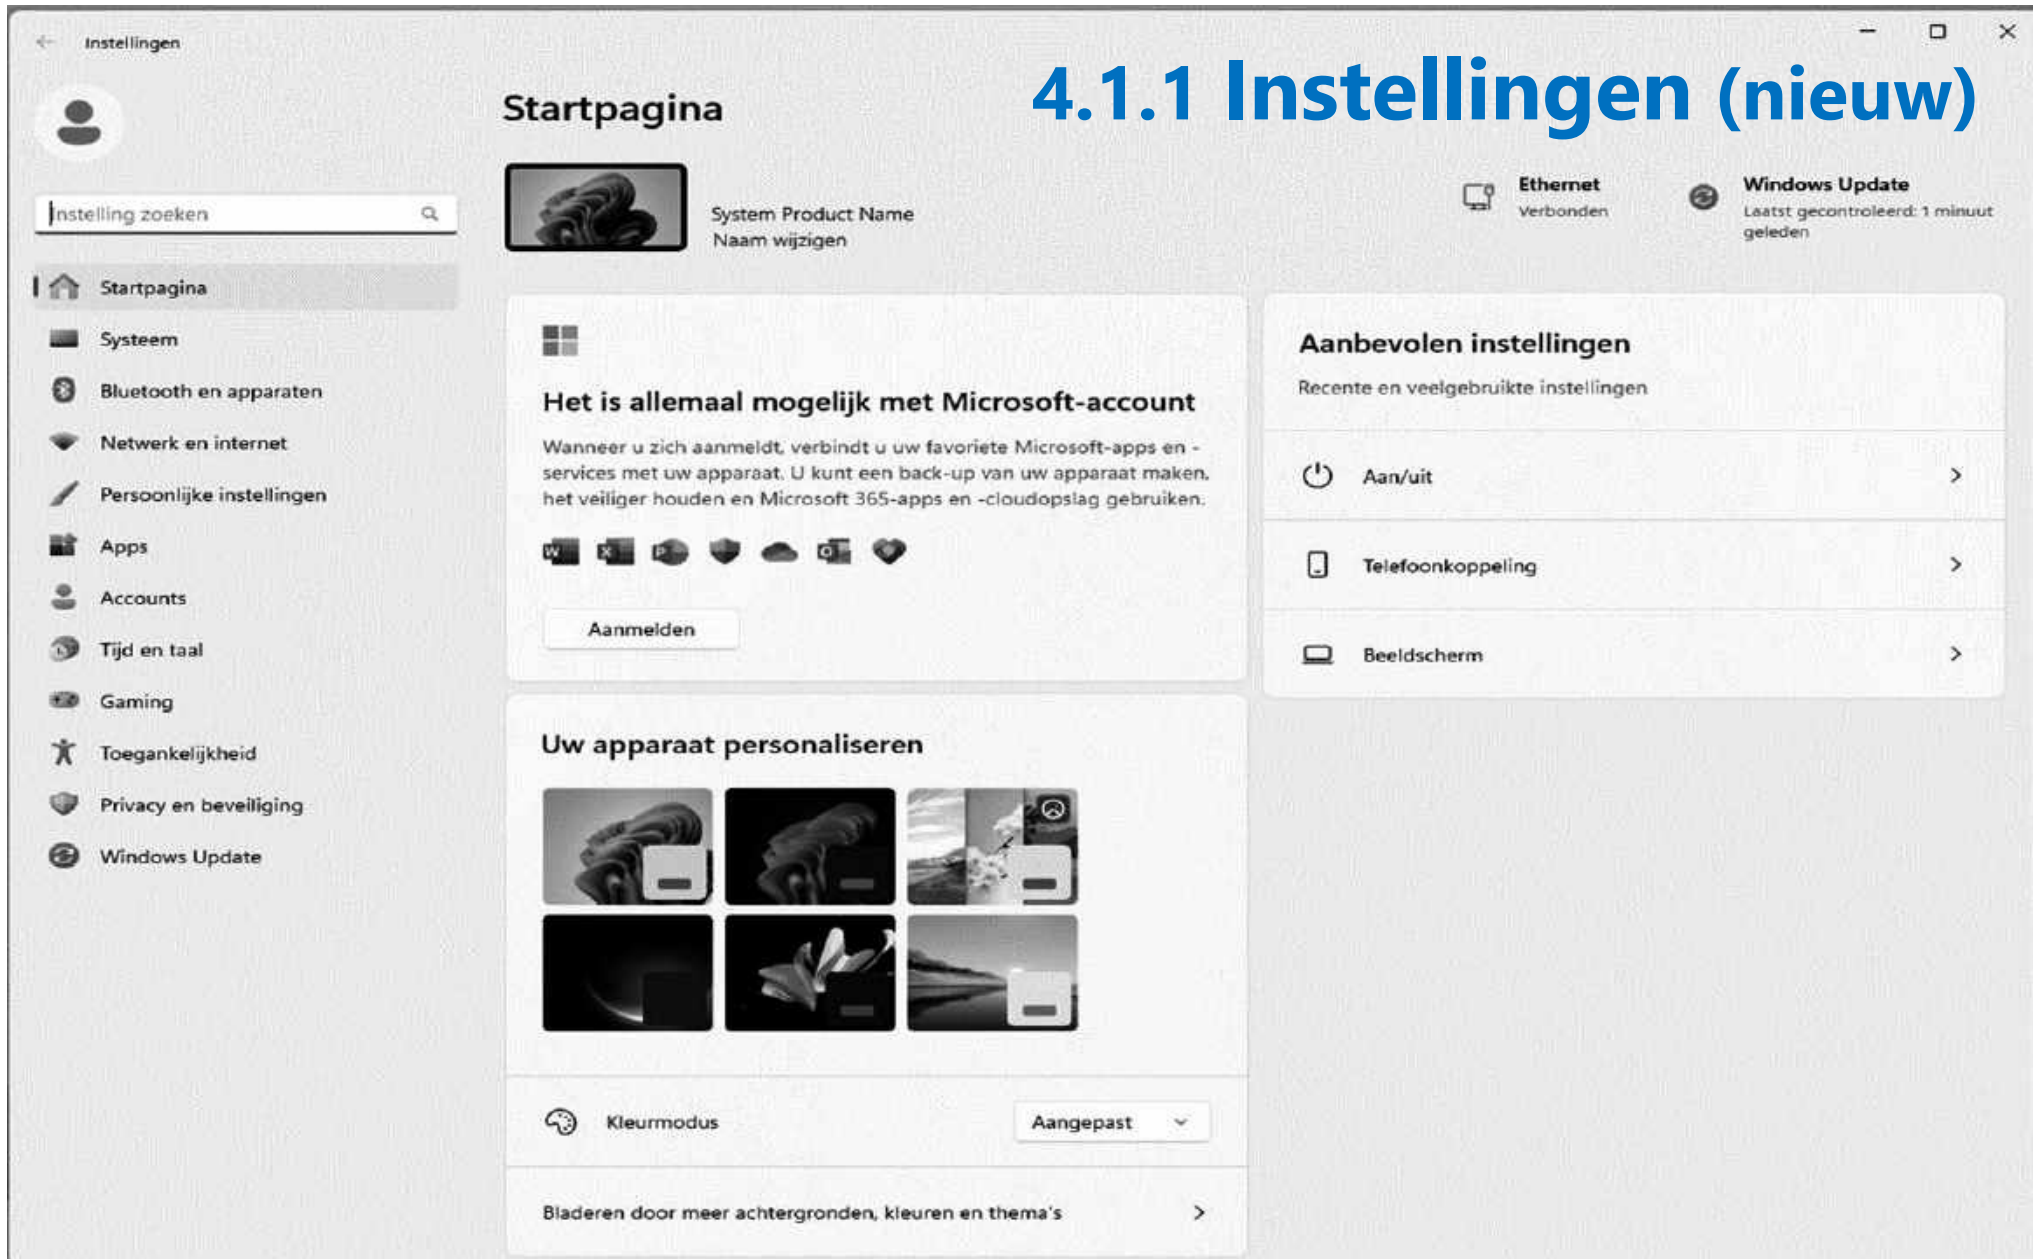 Instellingen
4.1.1 Instellingen (nieuw)
Startpagina
System Product Name
Naam wijzigen
Ethernet
Verbonden
Windows Update
Laatst gecontroleerd: 1 minuut
geleden
Instelling zoeken
Startpagina
Systeem
Bluetooth en apparaten
Netwerk en internet
Persoonlijke instellingen
Apps
Accounts
Tijd en taal
Gaming
Toegankelijkheid
Privacy en beveiliging
Windows Update
Het is allemaal mogelijk met Microsoft-account
Wanneer u zich aanmeldt, verbindt u uw favoriete Microsoft-apps en -
services met uw apparaat. U kunt een back-up van uw apparaat maken,
het veiliger houden en Microsoft 365-apps en -cloudopslag gebruiken.
Aanmelden
Aanbevolen instellingen
Recente en veelgebruikte instellingen
Aan/uit
Telefoonkoppeling
Beeldscherm
Uw apparaat personaliseren
Kleurmodus
Aangepast
Bladeren door meer achtergronden, kleuren en thema's